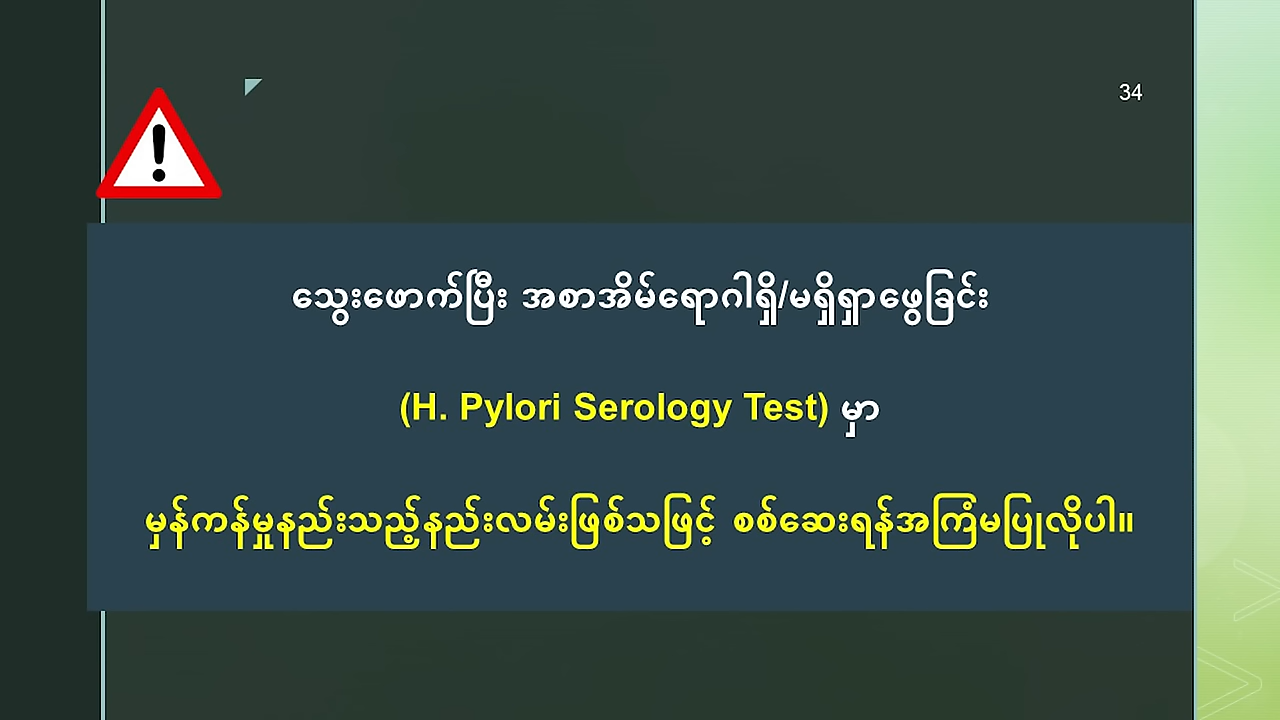 34
သွေးဖောက်ပြီး အစာအိမ်ရောဂါရှိ/မရှိရှာဖွေခြင်း
(H. Pylori Serology Test) မှာ
မှန်ကန်မှုနည်းသည့်နည်းလမ်းဖြစ်သဖြင့် စစ်ဆေးရန်အကြံမပြုလိုပါ။